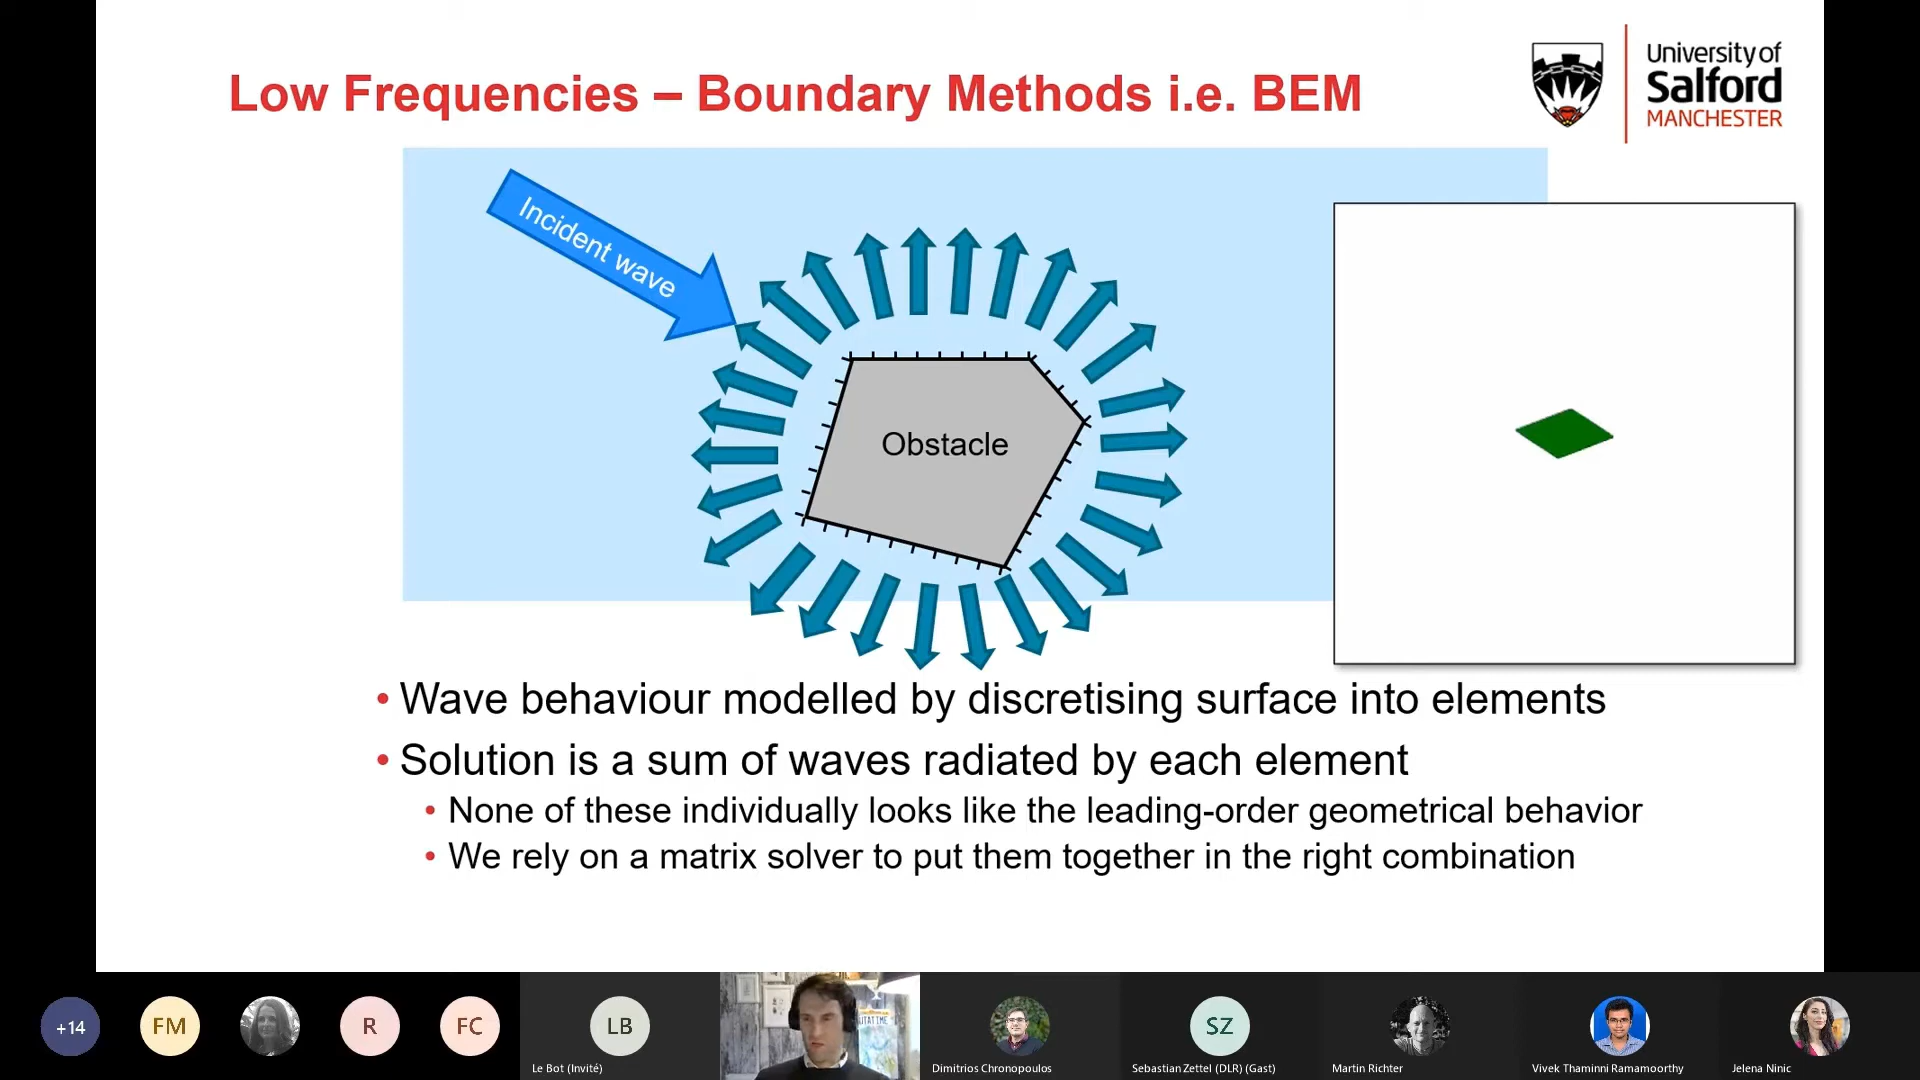 Low Frequencies – Boundary Methods i.e. BEM
University of
Salford
MANCHESTER
Incident wave
Obstacle
• Wave behaviour modelled by discretising surface into elements
• Solution is a sum of waves radiated by each element
• None of these individually looks like the leading-order geometrical behavior
• We rely on a matrix solver to put them together in the right combination
+14
FM
R
FC
LB
SZ
Le Bot (Invité)
Dimitrios Chronopoulos
Sebastian Zettel (DLR) (Gast)
Martin Richter
Vivek Thaminni Ramamoorthy
Jelena Ninic